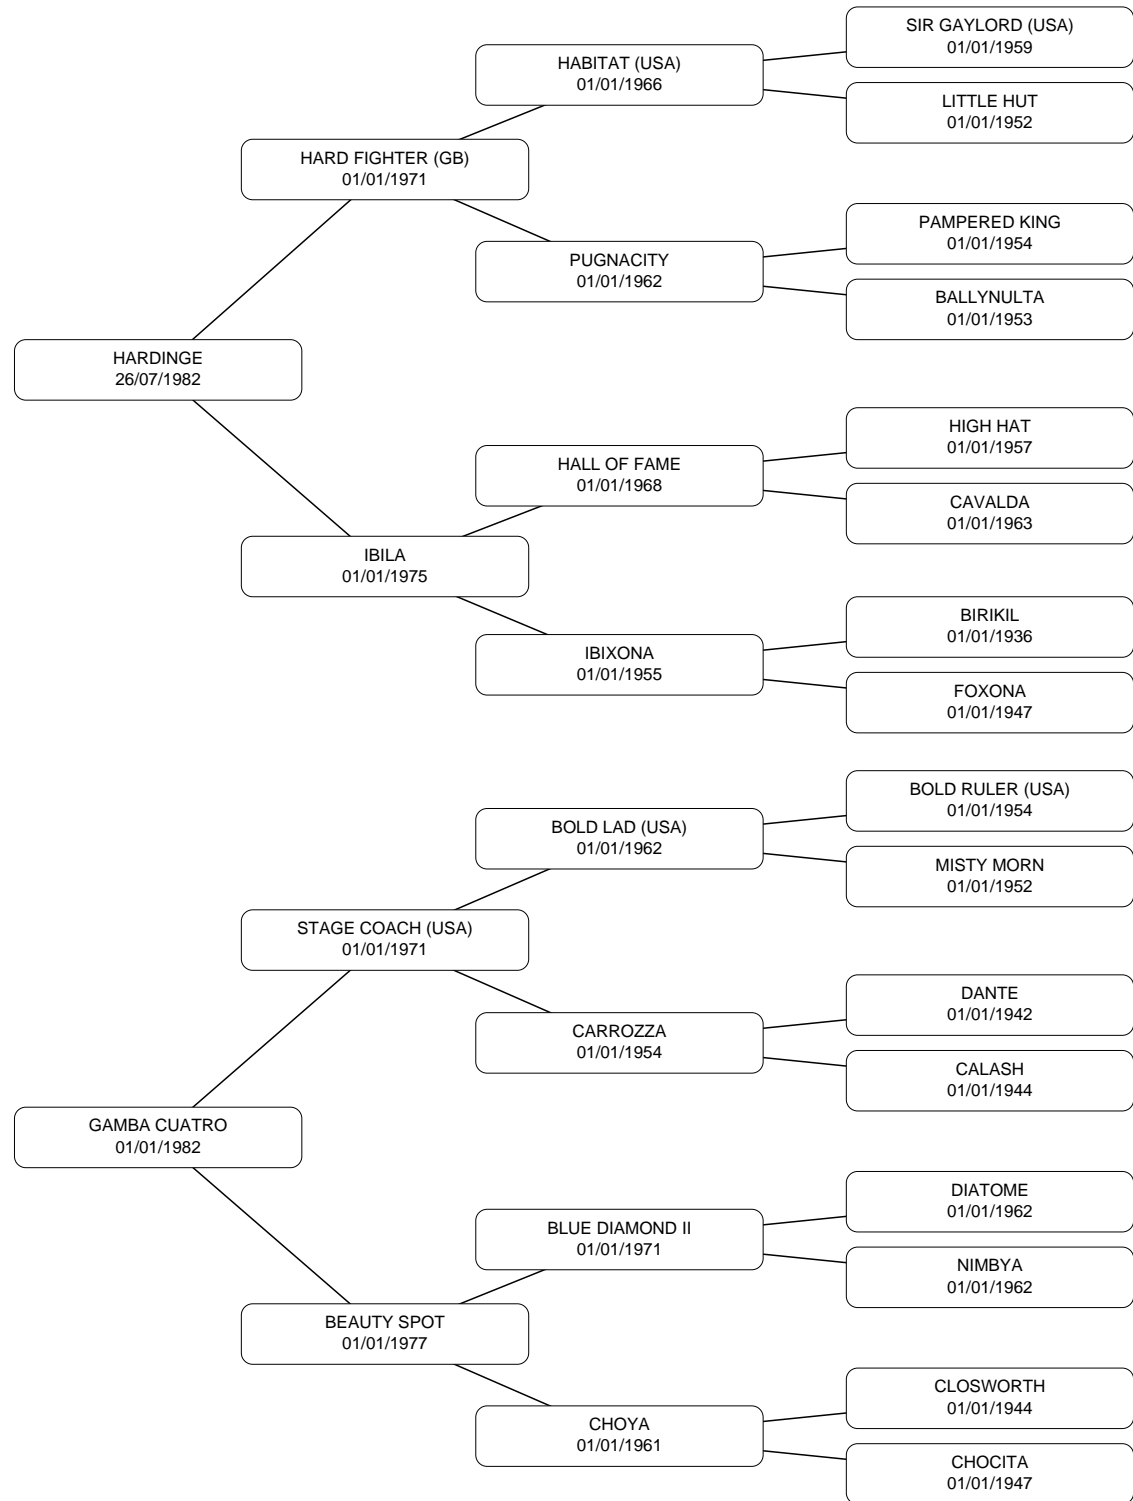 SIR GAYLORD (USA)
01/01/1959
HABITAT (USA)
01/01/1966
LITTLE HUT
01/01/1952
HARD FIGHTER (GB)
01/01/1971
PAMPERED KING
01/01/1954
PUGNACITY
01/01/1962
BALLYNULTA
01/01/1953
HARDINGE
26/07/1982
HIGH HAT
01/01/1957
HALL OF FAME
01/01/1968
CAVALDA
01/01/1963
IBILA
01/01/1975
BIRIKIL
01/01/1936
IBIXONA
01/01/1955
FOXONA
01/01/1947
BOLD RULER (USA)
01/01/1954
BOLD LAD (USA)
01/01/1962
MISTY MORN
01/01/1952
STAGE COACH (USA)
01/01/1971
DANTE
01/01/1942
CARROZZA
01/01/1954
CALASH
01/01/1944
GAMBA CUATRO
01/01/1982
DIATOME
01/01/1962
BLUE DIAMOND II
01/01/1971
NIMBYA
01/01/1962
BEAUTY SPOT
01/01/1977
CLOSWORTH
01/01/1944
CHOYA
01/01/1961
CHOCITA
01/01/1947